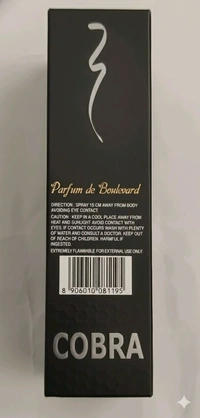 Parfum de Boulevard
DIRECTION : SPRAY 15 CM AWAY FROM BODY
AVOIDING EYE CONTACT.
CAUTION : KEEP IN A COOL PLACE AWAY FROM
HEAT AND SUNLIGHT AVOID CONTACT WITH
EYES. IF CONTACT OCCURS WASH WITH PLENTY
OF WATER AND CONSULT A DOCTOR. KEEP OUT
OF REACH OF CHILDREN. HARMFUL IF
INGESTED.
EXTREMELY FLAMMABLE FOR EXTERNAL USE ONLY.
8 906010 081195
COBRA